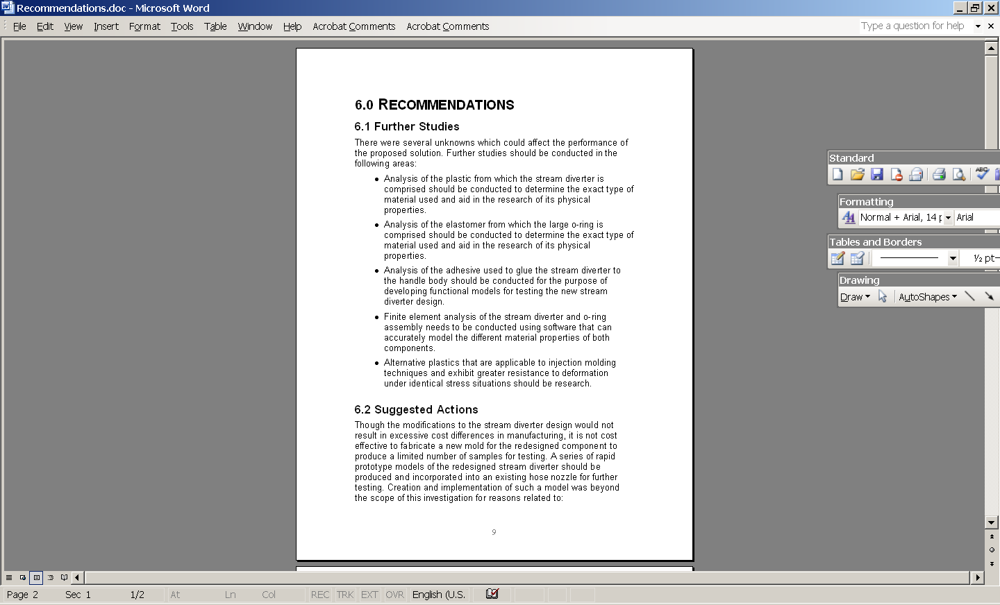 Recommendations.doc - Microsoft Word
File Edit View Insert Format Tools Table Window Help Acrobat Comments Acrobat Comments
Type a question for help
6.0 RECOMMENDATIONS
6.1 Further Studies
There were several unknowns which could affect the performance of
the proposed solution. Further studies should be conducted in the
following areas:
• Analysis of the plastic from which the stream diverter is
comprised should be conducted to determine the exact type of
material used and aid in the research of its physical
properties.
• Analysis of the elastomer from which the large o-ring is
comprised should be conducted to determine the exact type of
material used and aid in the research of its physical
properties.
• Analysis of the adhesive used to glue the stream diverter to
the handle body should be conducted for the purpose of
developing functional models for testing the new stream
diverter design.
• Finite element analysis of the stream diverter and o-ring
assembly needs to be conducted using software that can
accurately model the different material properties of both
components.
• Alternative plastics that are applicable to injection molding
techniques and exhibit greater resistance to deformation
under identical stress situations should be research.
6.2 Suggested Actions
Though the modifications to the stream diverter design would not
result in excessive cost differences in manufacturing, it is not cost
effective to fabricate a new mold for the redesigned component to
produce a limited number of samples for testing. A series of rapid
prototype models of the redesigned stream diverter should be
produced and incorporated into an existing hose nozzle for further
testing. Creation and implementation of such a model was beyond
the scope of this investigation for reasons related to:
9
Standard
ABC
Formatting
Normal + Arial, 14 p Arial
Tables and Borders
½ pt
Drawing
Draw AutoShapes
Page 2 Sec 1 1/2 At Ln Col REC TRK EXT OVR English (U.S.